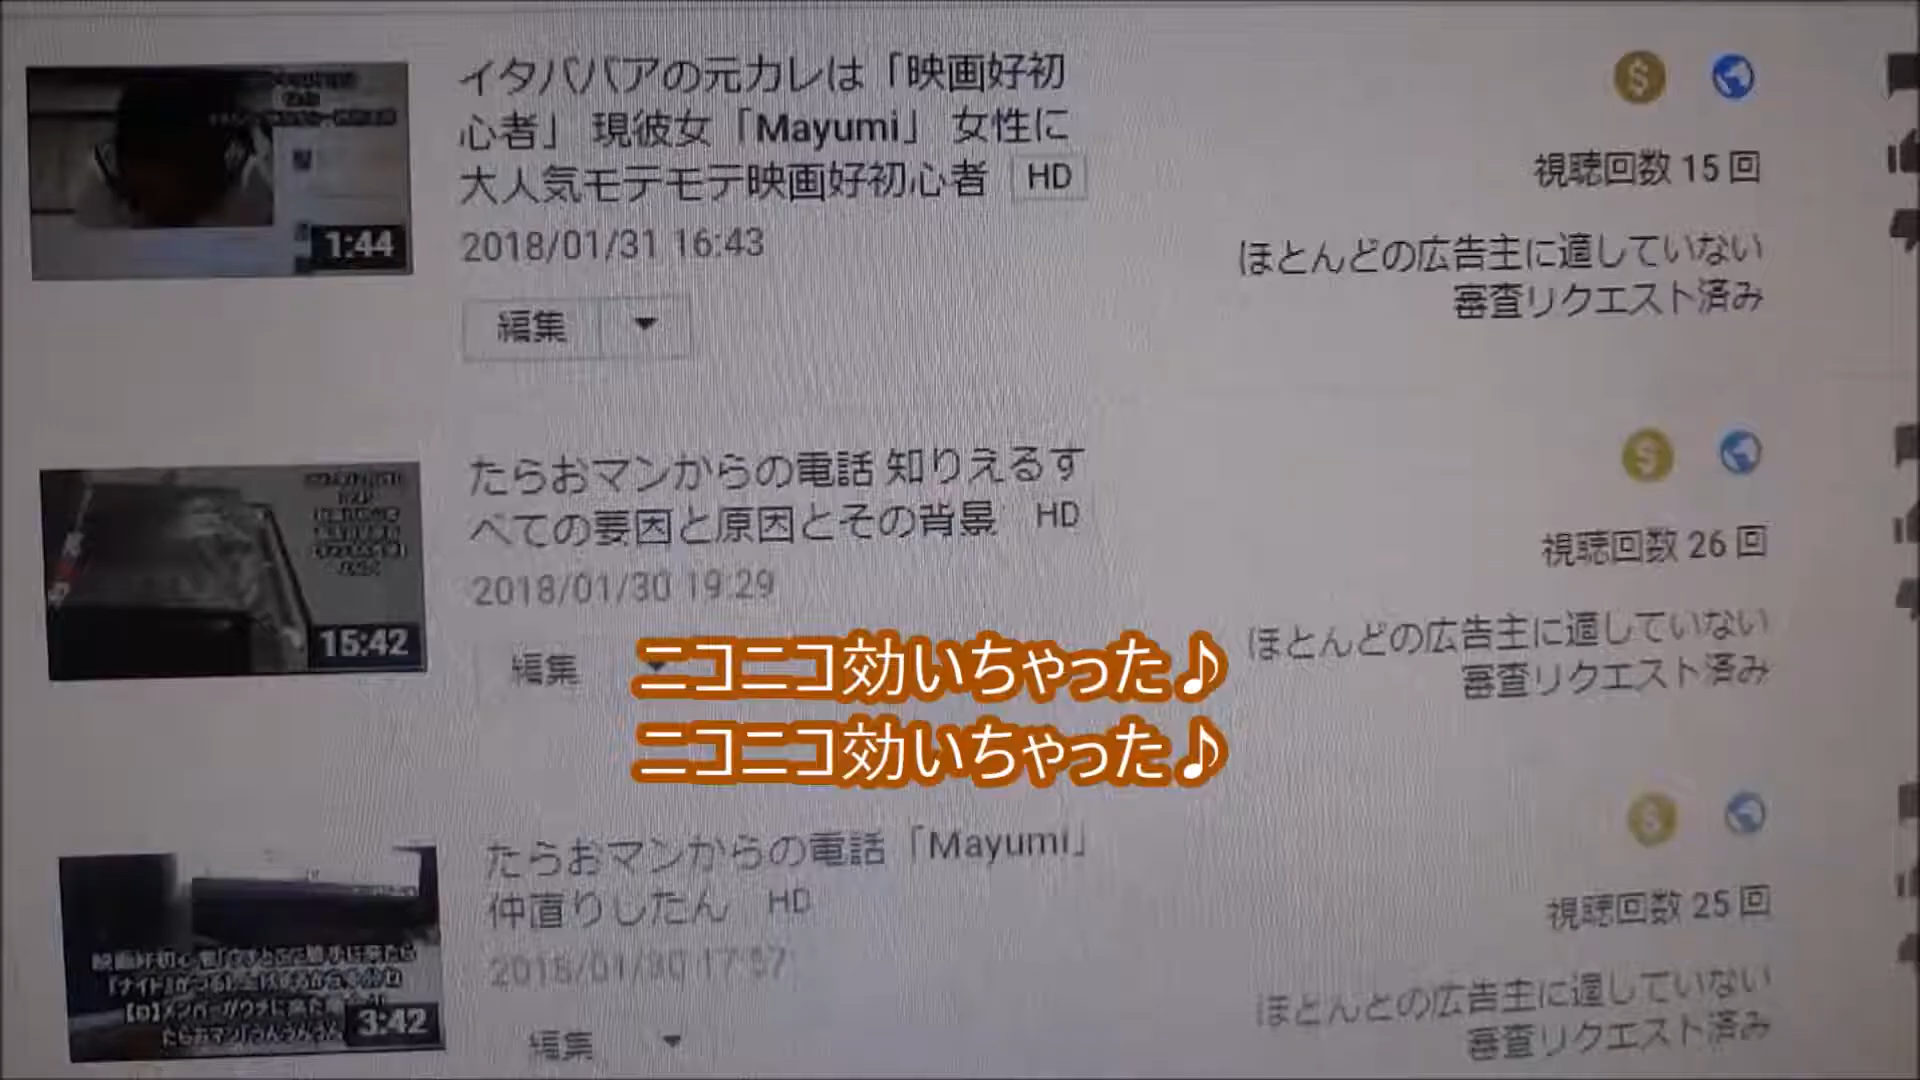 イタババアの元カレは「映画好初
心者」 現彼女「Mayumi」 女性に
大人気モテモテ映画好初心者 HD
2018/01/31 16:43
1:44
編集
視聴回数 15 回
ほとんどの広告主に適していない
審査リクエスト済み
たらおマンからの電話 知りえるす
べての要因と原因とその背景 HD
2018/01/30 19:29
15:42
編集
視聴回数 26 回
ほとんどの広告主に適していない
審査リクエスト済み
ニコニコ効いちゃった♪
ニコニコ効いちゃった♪
たらおマンからの電話「Mayumi」
仲直りしたん HD
2018/01/30 17:57
3:42
編集
視聴回数 25 回
ほとんどの広告主に適していない
審査リクエスト済み